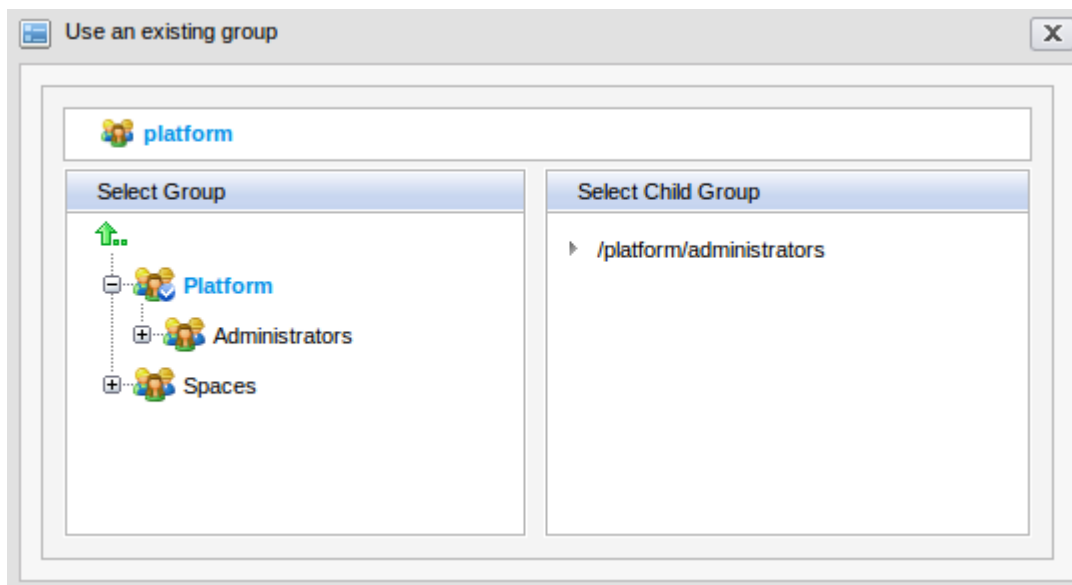 Use an existing group
X
platform
Select Group
Select Child Group
Platform
Administrators
Spaces
/platform/administrators